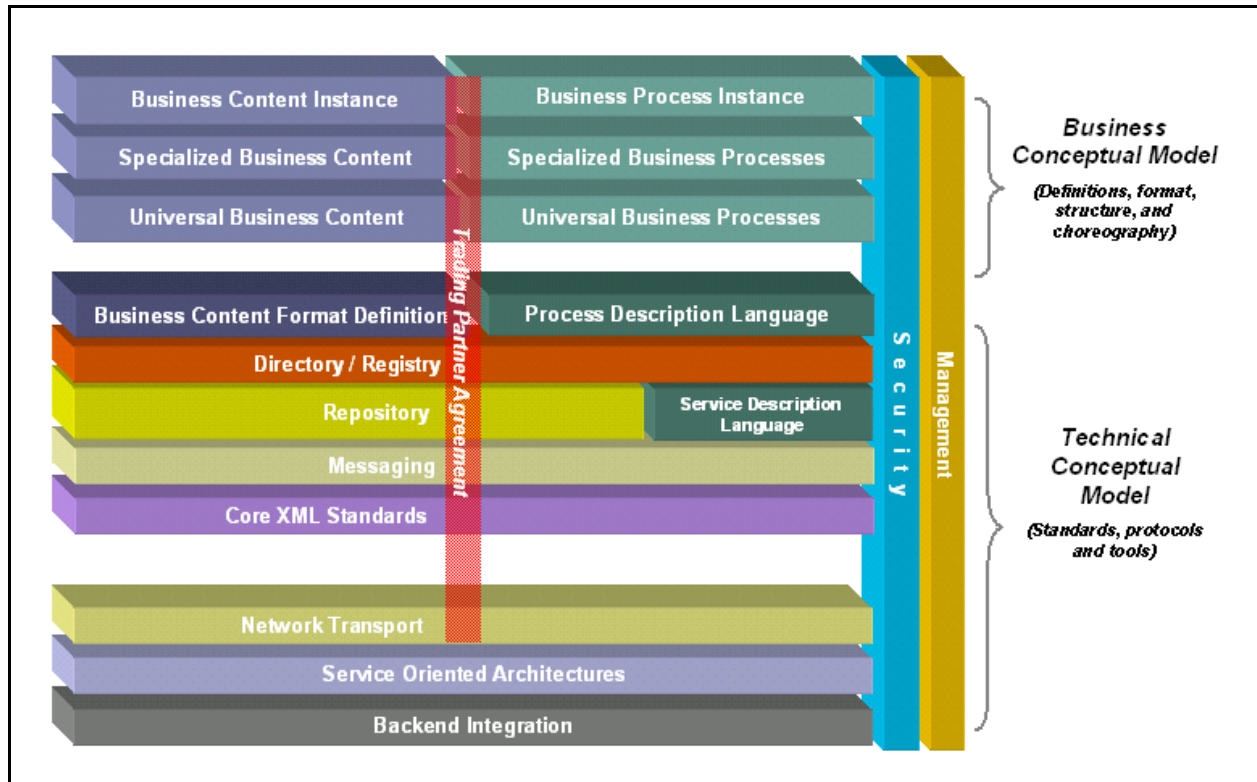 Business Content Instance
Business Process Instance
Specialized Business Content
Specialized Business Processes
Universal Business Content
Universal Business Processes
Business Content Format Definition
Process Description Language
Directory / Registry
Repository
Service Description
Language
Messaging
Core XML Standards
Network Transport
Service Oriented Architectures
Backend Integration
Trading Partner Agreement
Security
Management
Business
Conceptual Model
(Definitions, format,
structure, and
choreography)
Technical
Conceptual
Model
(Standards, protocols
and tools)